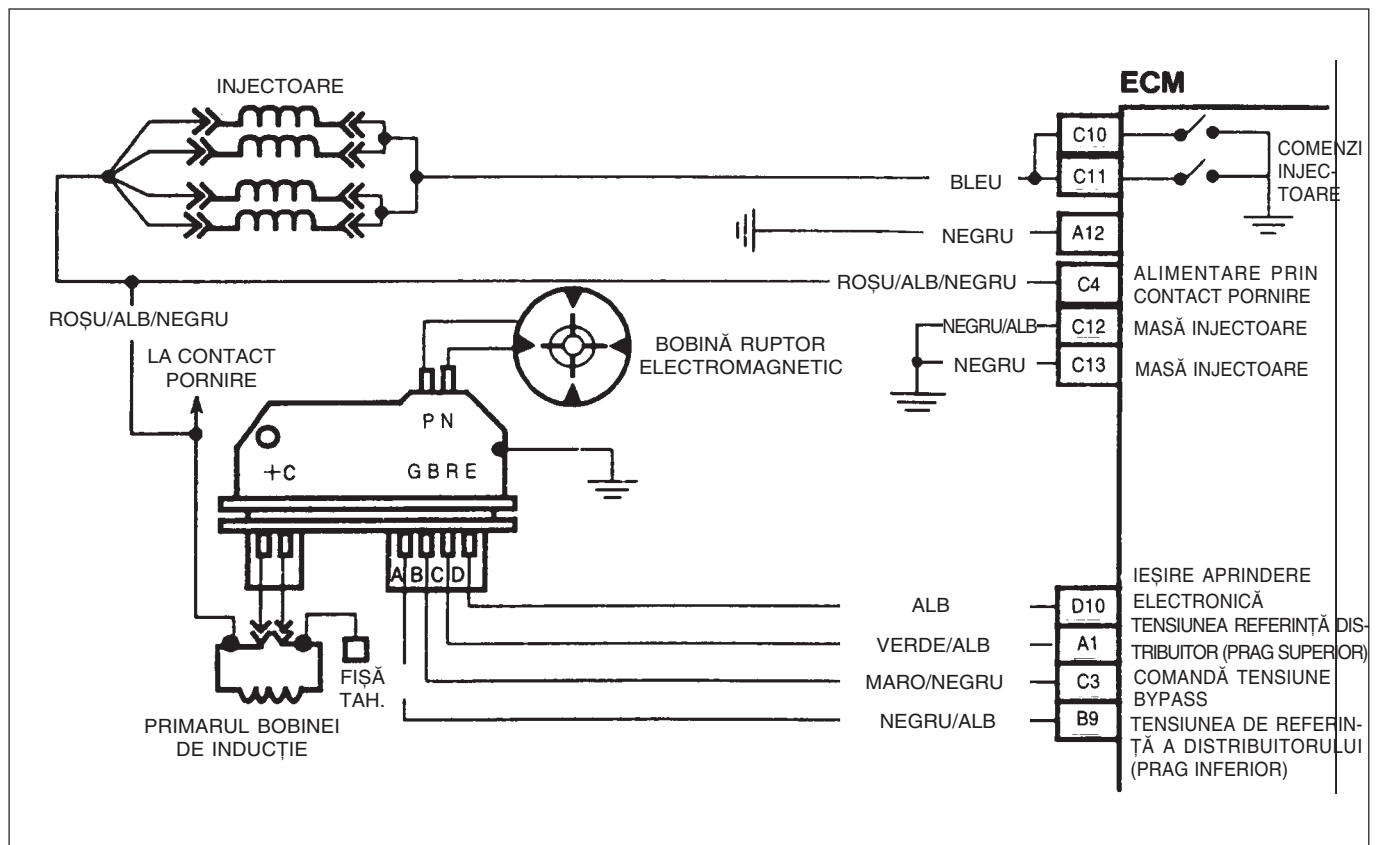 INJECTOARE
ECM
C10
COMENZI
INJEC-
TOARE
BLEU
C11
NEGRU
A12
ROȘU/ALB/NEGRU
C4
ALIMENTARE PRIN
CONTACT PORNIRE
ROȘU/ALB/NEGRU
NEGRU/ALB
C12
MASĂ INJECTOARE
LA CONTACT
PORNIRE
BOBINĂ RUPTOR
ELECTROMAGNETIC
NEGRU
C13
MASĂ INJECTOARE
P N
+C
G B R E
A B C D
ALB
D10
IEȘIRE APRINDERE
ELECTRONICĂ
VERDE/ALB
A1
TENSIUNEA REFERINȚĂ DIS-
TRIBUITOR (PRAG SUPERIOR)
FIȘĂ
TAH.
MARO/NEGRU
C3
COMANDĂ TENSIUNE
BYPASS
PRIMARUL BOBINEI
DE INDUCȚIE
NEGRU/ALB
B9
TENSIUNEA DE REFERIN-
ȚĂ A DISTRIBUITORULUI
(PRAG INFERIOR)